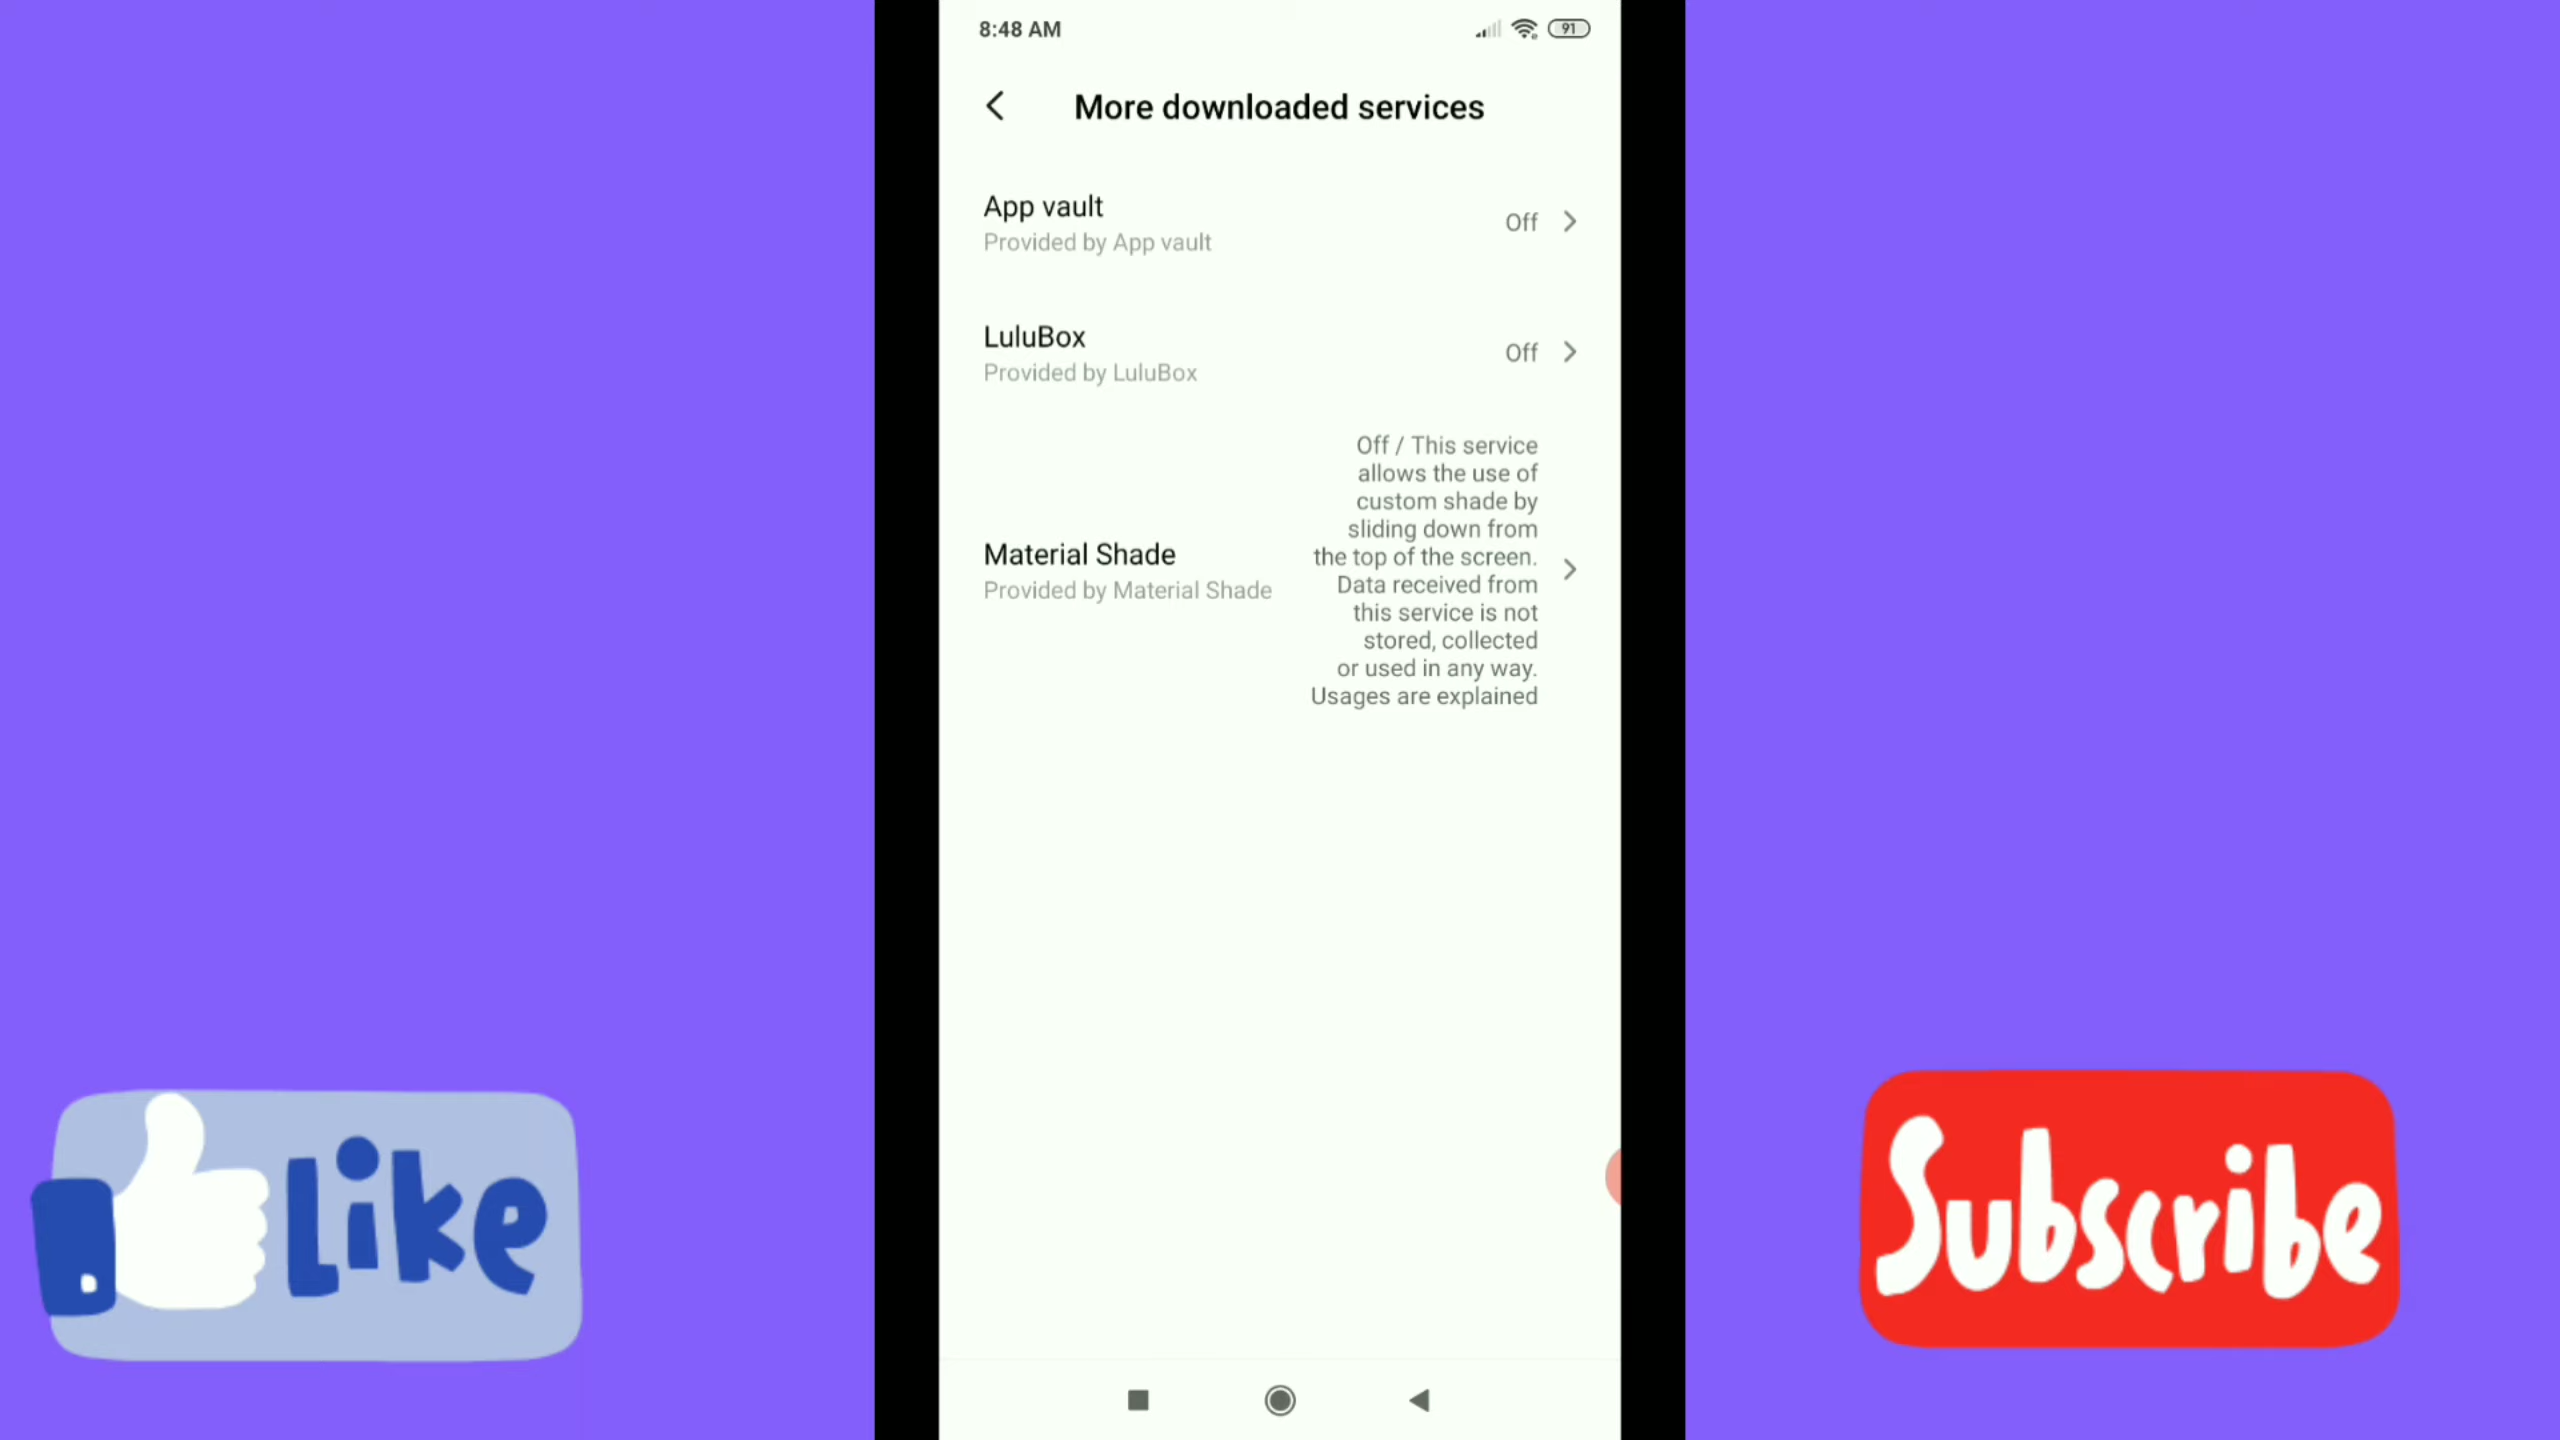 8:48 AM
91
More downloaded services
App vault
Provided by App vault
Off
LuluBox
Provided by LuluBox
Off
Material Shade
Provided by Material Shade
Off / This service
allows the use of
custom shade by
sliding down from
the top of the screen.
Data received from
this service is not
stored, collected
or used in any way.
Usages are explained
Like
Subscribe